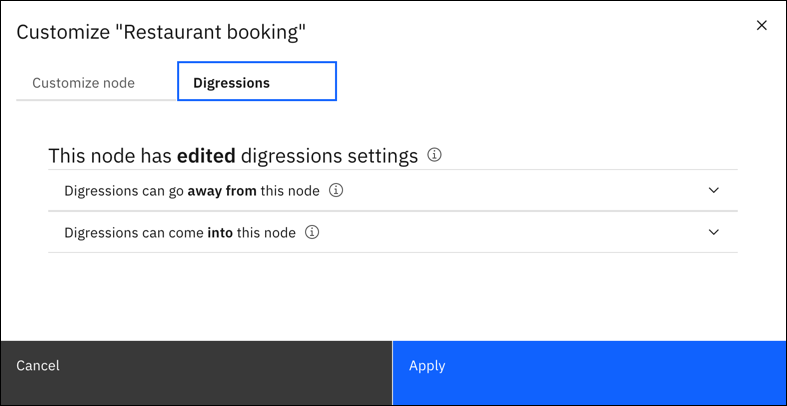 Customize "Restaurant booking"
Customize node
Digressions
This node has edited digressions settings
Digressions can go away from this node
Digressions can come into this node
Cancel
Apply